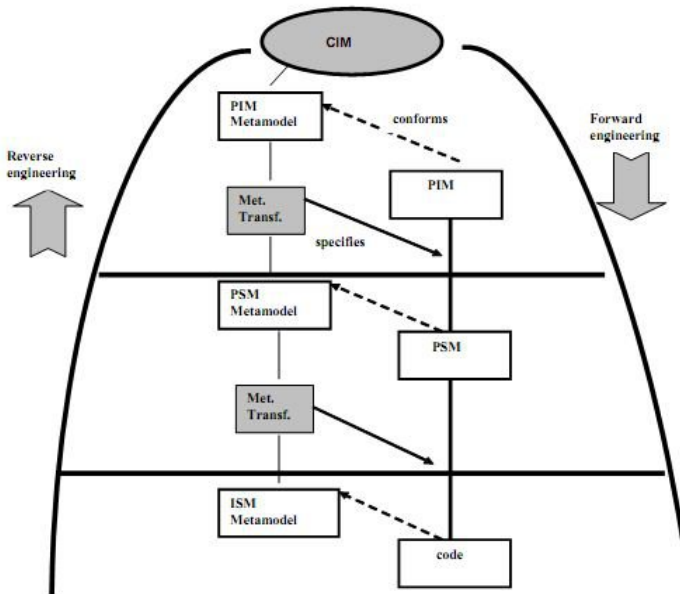 CIM
PIM
Metamodel
conforms
Forward
engineering
Reverse
engineering
PIM
Met.
Transf.
specifies
PSM
Metamodel
PSM
Met.
Transf.
ISM
Metamodel
code